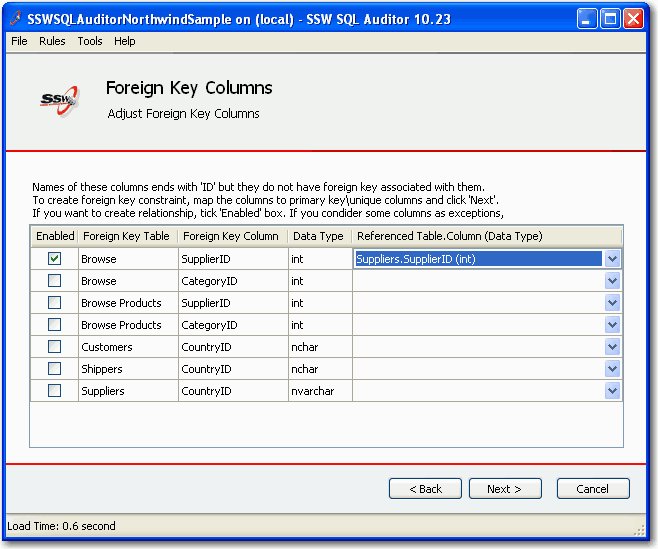 SSWSQLAuditorNorthwindSample on (local) - SSW SQL Auditor 10.23
File Rules Tools Help
SSW
Foreign Key Columns
Adjust Foreign Key Columns
Names of these columns ends with 'ID' but they do not have foreign key associated with them.
To create foreign key constraint, map the columns to primary key\unique columns and click 'Next'.
If you want to create relationship, tick 'Enabled' box. If you condider some columns as exceptions,
Enabled Foreign Key Table Foreign Key Column Data Type Referenced Table.Column (Data Type)
Browse SupplierID int Suppliers.SupplierID (int)
Browse CategoryID int
Browse Products SupplierID int
Browse Products CategoryID int
Customers CountryID nchar
Shippers CountryID nchar
Suppliers CountryID nvarchar
< Back Next > Cancel
Load Time: 0.6 second